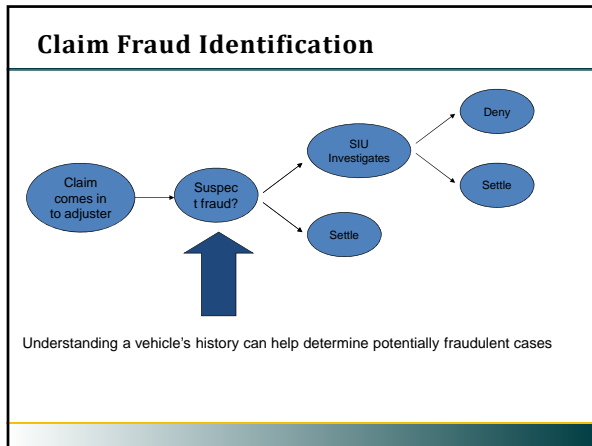 Claim Fraud Identification
Claim
comes in
to adjuster
Suspec
t fraud?
SIU
Investigates
Settle
Deny
Settle
Understanding a vehicle's history can help determine potentially fraudulent cases